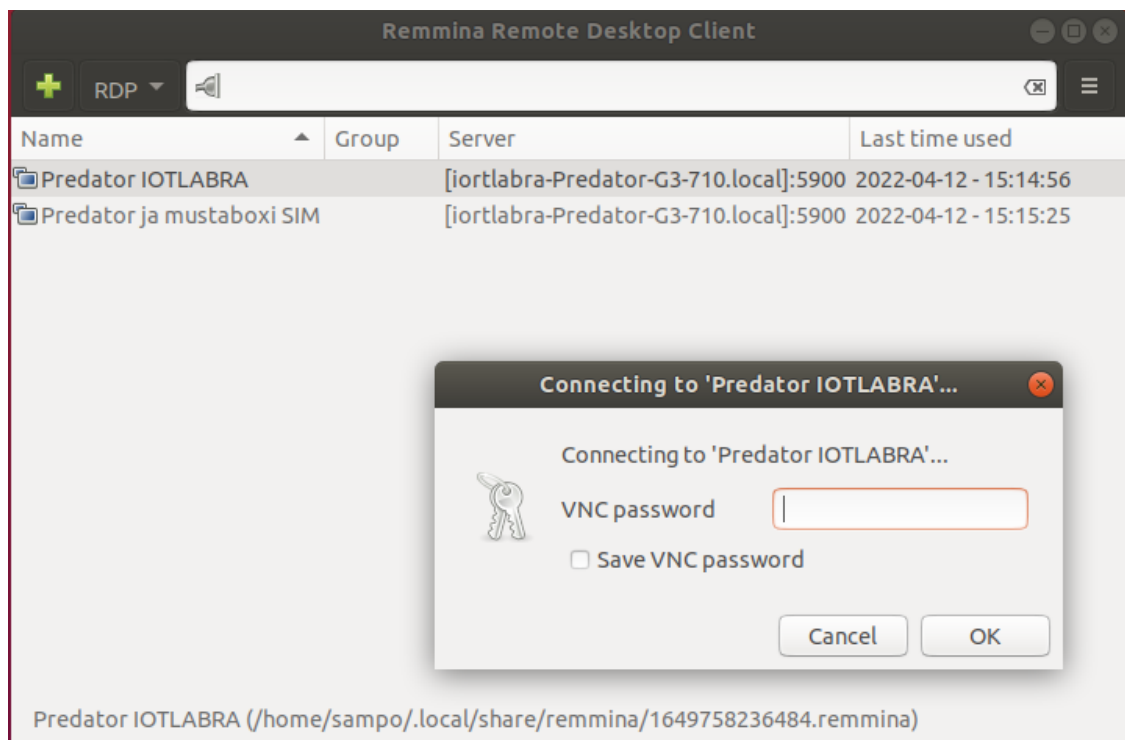 Remmina Remote Desktop Client
RDP
Name Group Server Last time used
Predator IOTLABRA [iortlabra-Predator-G3-710.local]:5900 2022-04-12 - 15:14:56
Predator ja mustaboxi SIM [iortlabra-Predator-G3-710.local]:5900 2022-04-12 - 15:15:25
Connecting to 'Predator IOTLABRA'...
Connecting to 'Predator IOTLABRA'...
VNC password
Save VNC password
Cancel OK
Predator IOTLABRA (/home/sampo/.local/share/remmina/1649758236484.remmina)